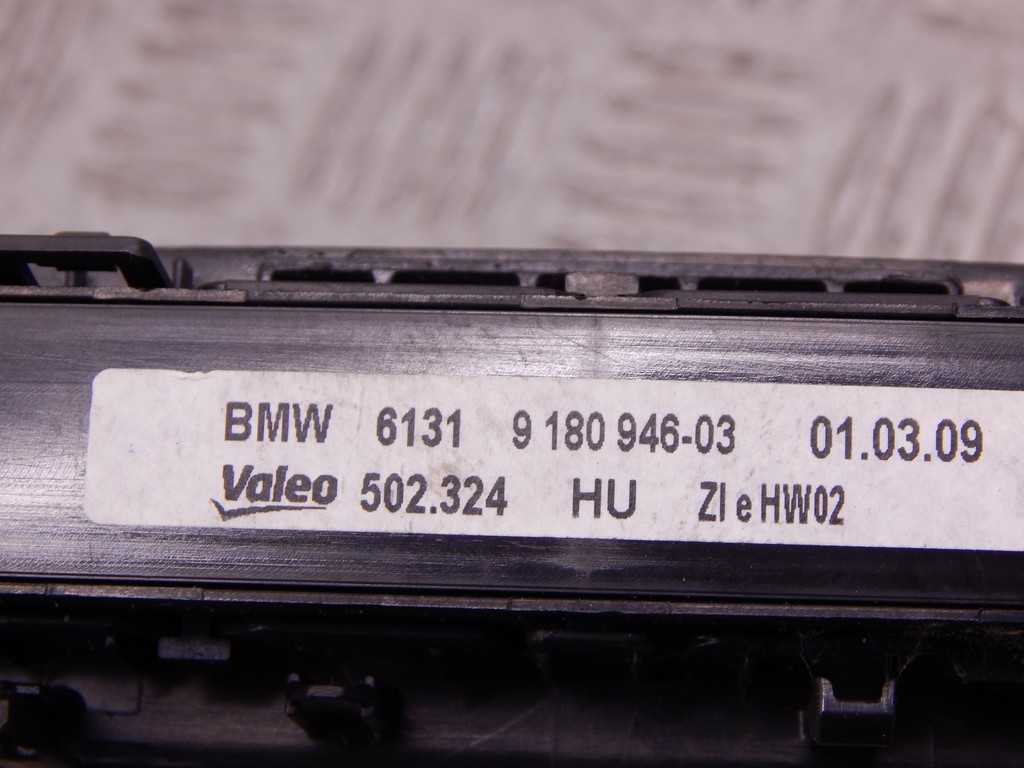 BMW 6131 9 180 946-03 01.03.09
Valeo 502.324 HU ZI e HW02